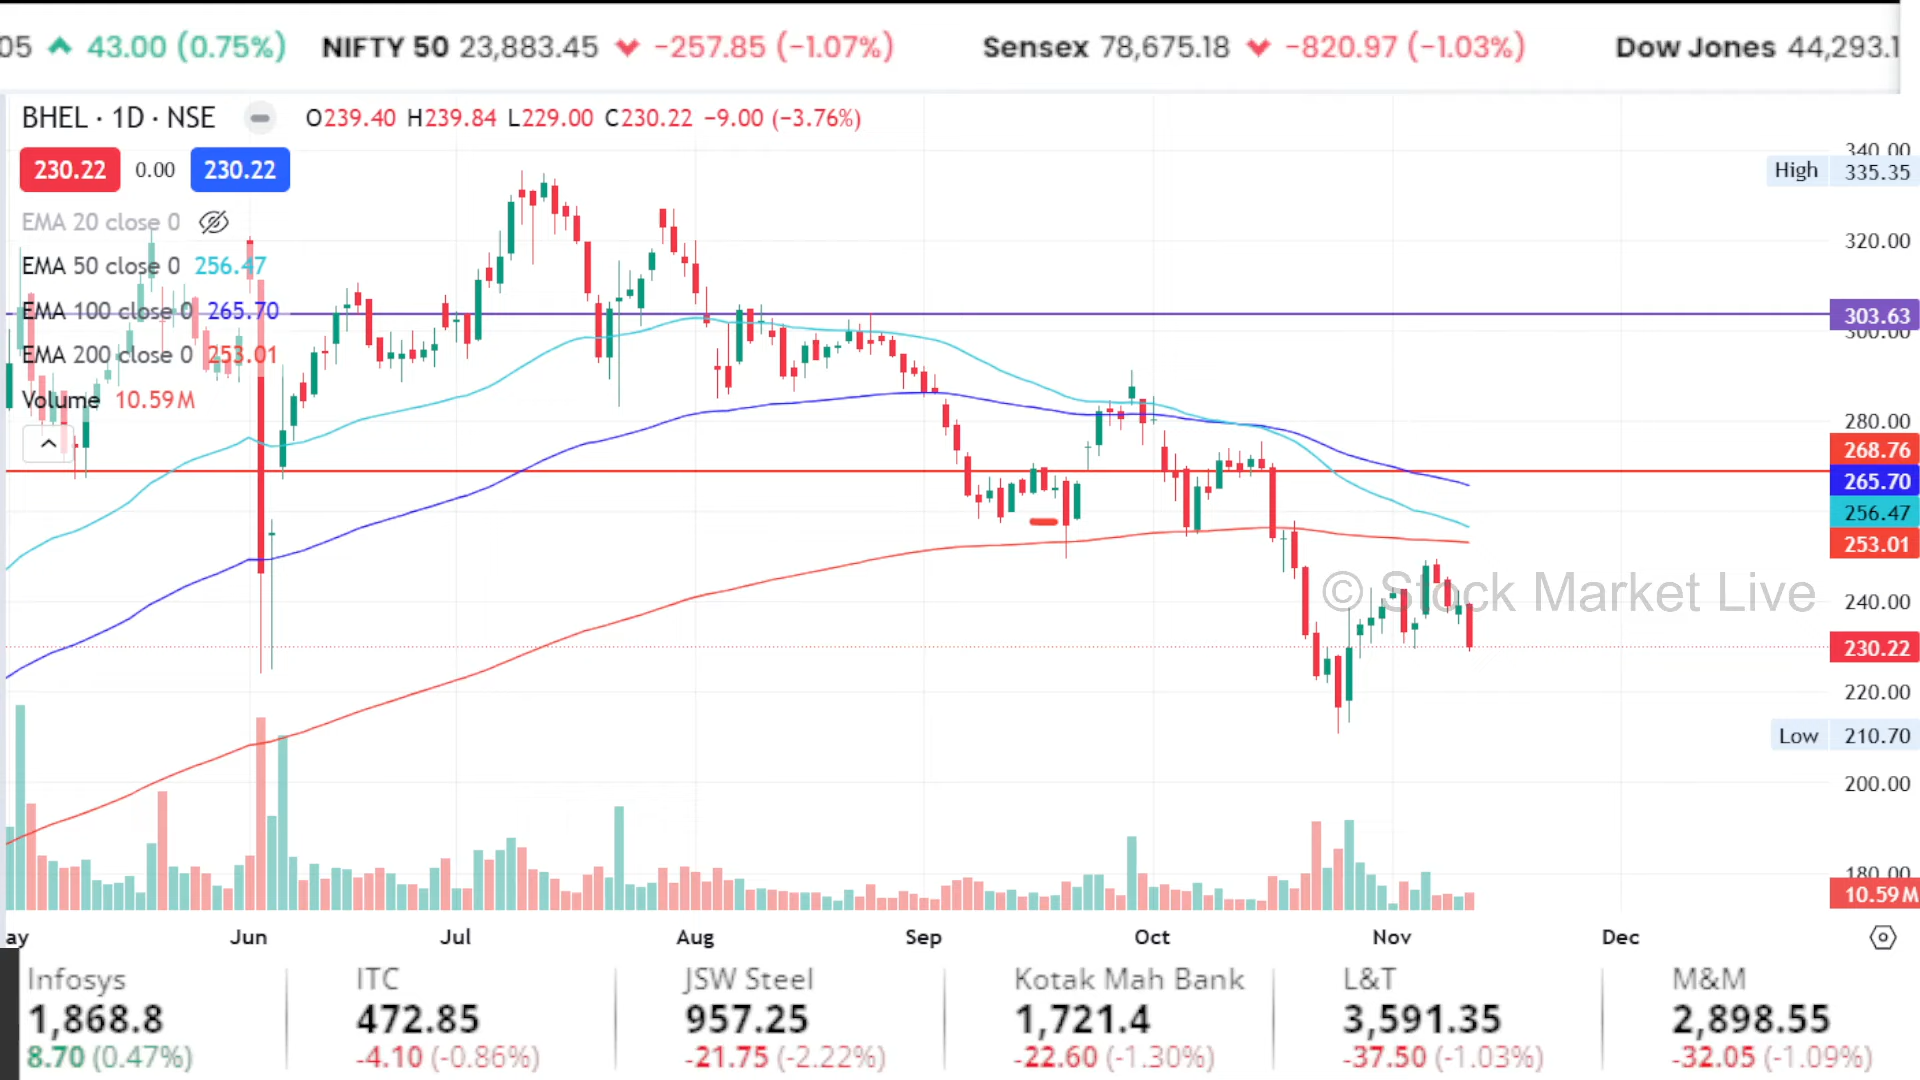 05 43.00 (0.75%) NIFTY 50 23,883.45 −257.85 (−1.07%) Sensex 78,675.18 −820.97 (−1.03%) Dow Jones 44,293.1
BHEL · 1D · NSE O239.40 H239.84 L229.00 C230.22 −9.00 (−3.76%)
230.22 0.00 230.22
EMA 20 close 0
EMA 50 close 0 256.47
EMA 100 close 0 265.70
EMA 200 close 0 253.01
Volume 10.59M
340.00
High 335.35
320.00
303.63
300.00
280.00
268.76
265.70
256.47
253.01
© Stock Market Live
240.00
230.22
220.00
Low 210.70
200.00
180.00
10.59M
ay Jun Jul Aug Sep Oct Nov Dec
Infosys ITC JSW Steel Kotak Mah Bank L&T M&M
1,868.8 472.85 957.25 1,721.4 3,591.35 2,898.55
8.70 (0.47%) -4.10 (-0.86%) -21.75 (-2.22%) -22.60 (-1.30%) -37.50 (-1.03%) -32.05 (-1.09%)